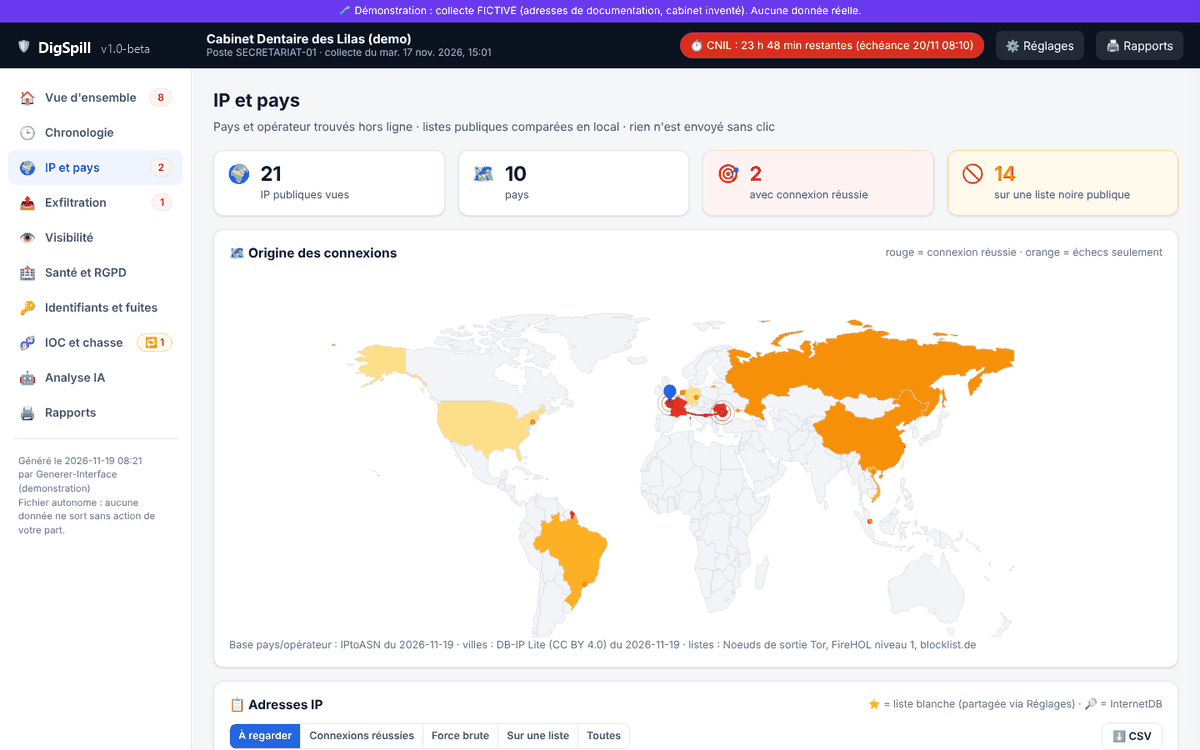 Démonstration : collecte FICTIVE (adresses de documentation, cabinet inventé). Aucune donnée réelle.
DigSpill v1.0-beta
Cabinet Dentaire des Lilas (demo)
Poste SECRETARIAT-01 · collecte du mar. 17 nov. 2026, 15:01
CNIL : 23 h 48 min restantes (échéance 20/11 08:10)
Réglages
Rapports
Vue d'ensemble 8
Chronologie
IP et pays 2
Exfiltration 1
Visibilité
Santé et RGPD
Identifiants et fuites
IOC et chasse 1
Analyse IA
Rapports
Généré le 2026-11-19 08:21
par Generer-Interface
(demonstration)
Fichier autonome : aucune
donnée ne sort sans action de
votre part.
IP et pays
Pays et opérateur trouvés hors ligne · listes publiques comparées en local · rien n'est envoyé sans clic
21
IP publiques vues
10
pays
2
avec connexion réussie
14
sur une liste noire publique
Origine des connexions
rouge = connexion réussie · orange = échecs seulement
Base pays/opérateur : IPtoASN du 2026-11-19 · villes : DB-IP Lite (CC BY 4.0) du 2026-11-19 · listes : Noeuds de sortie Tor, FireHOL niveau 1, blocklist.de
Adresses IP
= liste blanche (partagée via Réglages) · 🔎 = InternetDB
À regarder
Connexions réussies
Force brute
Sur une liste
Toutes
CSV